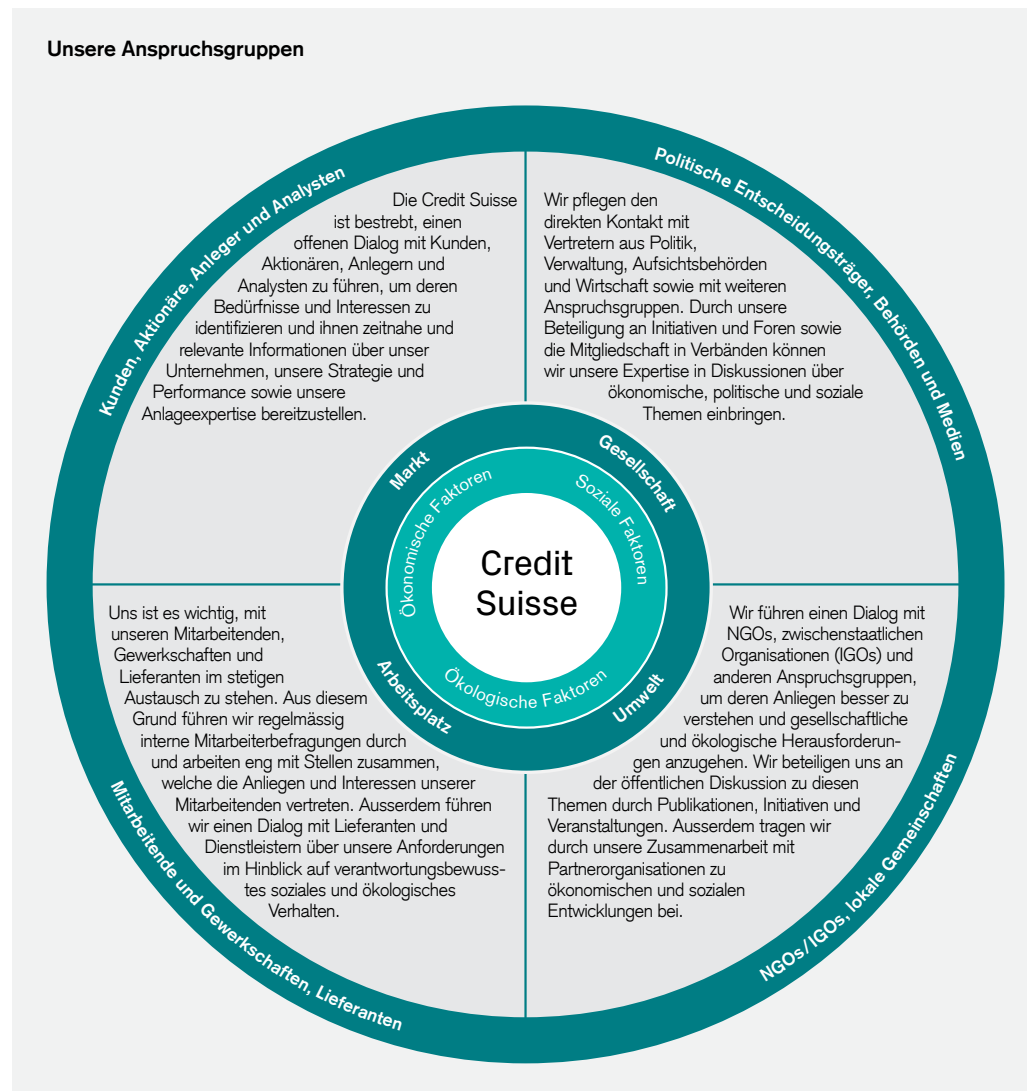 Unsere Anspruchsgruppen
Kunden, Aktionäre, Anleger und Analysten
Die Credit Suisse
ist bestrebt, einen
offenen Dialog mit Kunden,
Aktionären, Anlegern und
Analysten zu führen, um deren
Bedürfnisse und Interessen zu
identifizieren und ihnen zeitnahe und
relevante Informationen über unser
Unternehmen, unsere Strategie und
Performance sowie unsere
Anlageexpertise bereitzustellen.
Politische Entscheidungsträger, Behörden und Medien
Wir pflegen den
direkten Kontakt mit
Vertretern aus Politik,
Verwaltung, Aufsichtsbehörden
und Wirtschaft sowie mit weiteren
Anspruchsgruppen. Durch unsere
Beteiligung an Initiativen und Foren sowie
die Mitgliedschaft in Verbänden können
wir unsere Expertise in Diskussionen über
ökonomische, politische und soziale
Themen einbringen.
Markt
Gesellschaft
Ökonomische Faktoren
Soziale Faktoren
Credit
Suisse
Ökologische Faktoren
Arbeitsplatz
Umwelt
Uns ist es wichtig, mit
unseren Mitarbeitenden,
Gewerkschaften und
Lieferanten im stetigen
Austausch zu stehen. Aus diesem
Grund führen wir regelmässig
interne Mitarbeiterbefragungen durch
und arbeiten eng mit Stellen zusammen,
welche die Anliegen und Interessen unserer
Mitarbeitenden vertreten. Ausserdem führen
wir einen Dialog mit Lieferanten und
Dienstleistern über unsere Anforderungen
im Hinblick auf verantwortungsbewuss-
tes soziales und ökologisches
Verhalten.
Mitarbeitende und Gewerkschaften, Lieferanten
Wir führen einen Dialog mit
NGOs, zwischenstaatlichen
Organisationen (IGOs) und
anderen Anspruchsgruppen,
um deren Anliegen besser zu
verstehen und gesellschaftliche
und ökologische Herausforderun-
gen anzugehen. Wir beteiligen uns an
der öffentlichen Diskussion zu diesen
Themen durch Publikationen, Initiativen und
Veranstaltungen. Ausserdem tragen wir
durch unsere Zusammenarbeit mit
Partnerorganisationen zu
ökonomischen und sozialen
Entwicklungen bei.
NGOs/IGOs, lokale Gemeinschaften